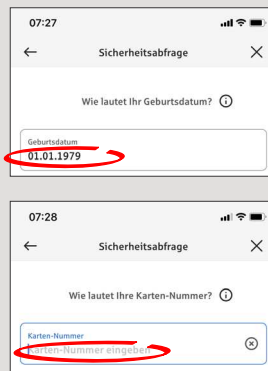 07:27
Sicherheitsabfrage
Wie lautet Ihr Geburtsdatum?
Geburtsdatum
01.01.1979
07:28
Sicherheitsabfrage
Wie lautet Ihre Karten-Nummer?
Karten-Nummer
Karten-Nummer eingeben